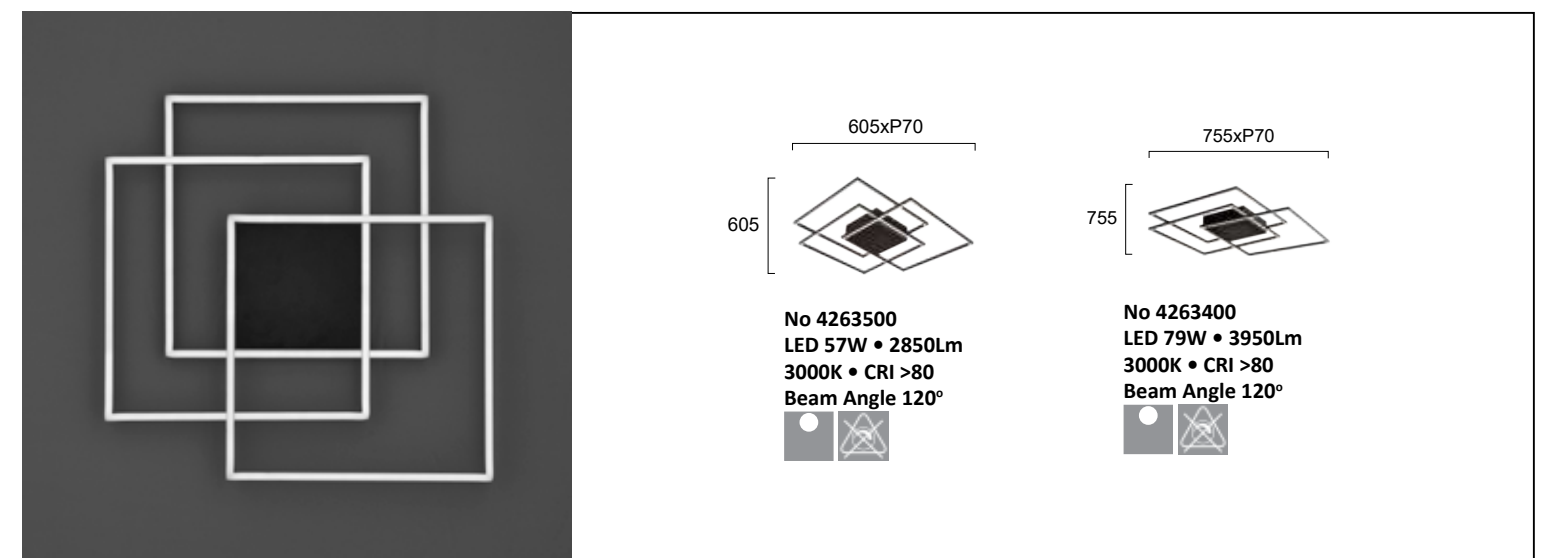 605xP70
605
No 4263500
LED 57W • 2850Lm
3000K • CRI >80
Beam Angle 120º
755xP70
755
No 4263400
LED 79W • 3950Lm
3000K • CRI >80
Beam Angle 120º